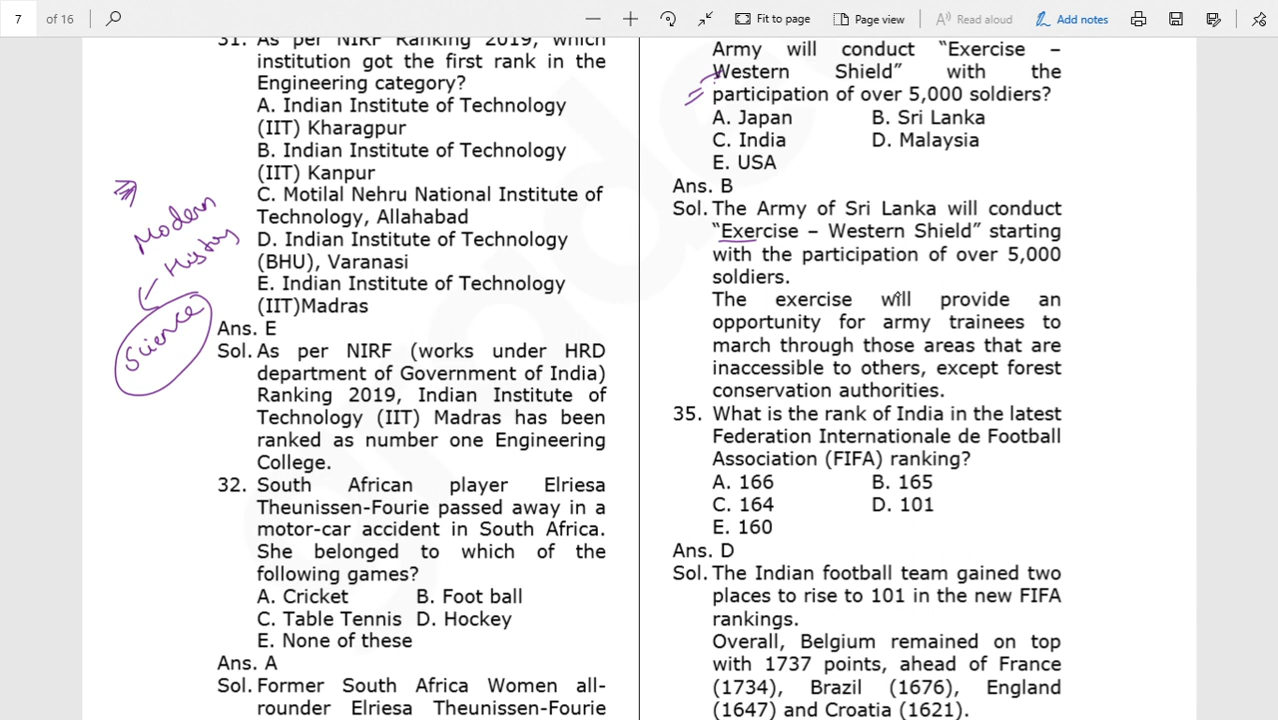 7 of 16
Fit to page
Page view
Read aloud
Add notes
31. As per NIRF Ranking 2019, which
institution got the first rank in the
Engineering category?
A. Indian Institute of Technology
(IIT) Kharagpur
B. Indian Institute of Technology
(IIT) Kanpur
C. Motilal Nehru National Institute of
Technology, Allahabad
D. Indian Institute of Technology
(BHU), Varanasi
E. Indian Institute of Technology
(IIT)Madras
Ans. E
Sol. As per NIRF (works under HRD
department of Government of India)
Ranking 2019, Indian Institute of
Technology (IIT) Madras has been
ranked as number one Engineering
College.
32. South African player Elriesa
Theunissen-Fourie passed away in a
motor-car accident in South Africa.
She belonged to which of the
following games?
A. Cricket B. Foot ball
C. Table Tennis D. Hockey
E. None of these
Ans. A
Sol. Former South Africa Women all-
rounder Elriesa Theunissen-Fourie
Modern
History
Science
Army will conduct “Exercise –
Western Shield” with the
participation of over 5,000 soldiers?
A. Japan B. Sri Lanka
C. India D. Malaysia
E. USA
Ans. B
Sol. The Army of Sri Lanka will conduct
“Exercise – Western Shield” starting
with the participation of over 5,000
soldiers.
The exercise will provide an
opportunity for army trainees to
march through those areas that are
inaccessible to others, except forest
conservation authorities.
35. What is the rank of India in the latest
Federation Internationale de Football
Association (FIFA) ranking?
A. 166 B. 165
C. 164 D. 101
E. 160
Ans. D
Sol. The Indian football team gained two
places to rise to 101 in the new FIFA
rankings.
Overall, Belgium remained on top
with 1737 points, ahead of France
(1734), Brazil (1676), England
(1647) and Croatia (1621).